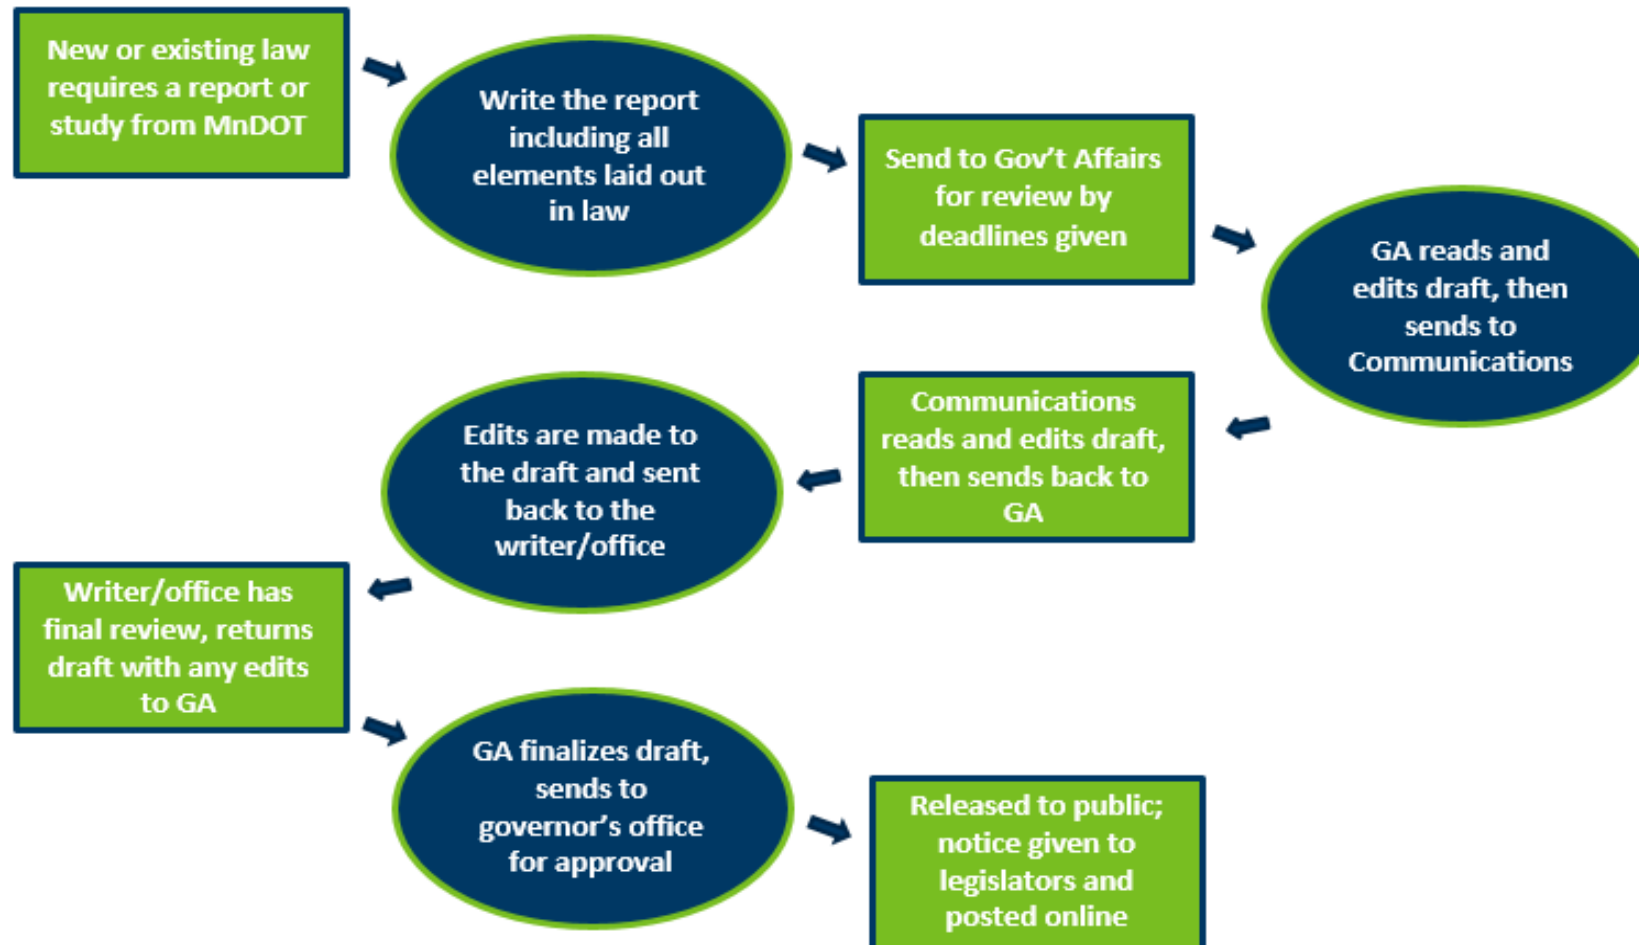 New or existing law
requires a report or
study from MnDOT
Write the report
including all
elements laid out
in law
Send to Gov’t Affairs
for review by
deadlines given
GA reads and
edits draft, then
sends to
Communications
Communications
reads and edits draft,
then sends back to
GA
Edits are made to
the draft and sent
back to the
writer/office
Writer/office has
final review, returns
draft with any edits
to GA
GA finalizes draft,
sends to
governor’s office
for approval
Released to public;
notice given to
legislators and
posted online